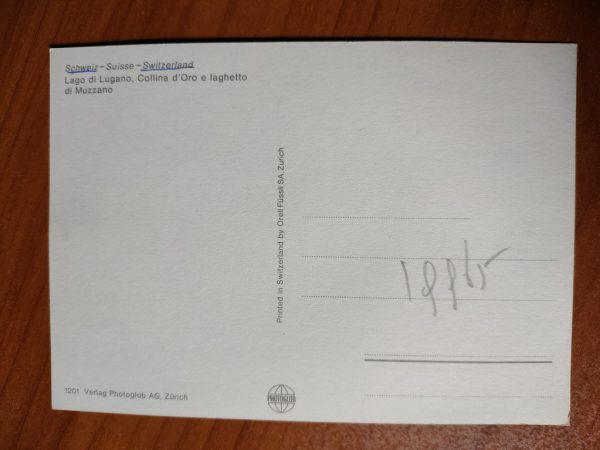 Schweiz – Suisse – Switzerland
Lago di Lugano, Collina d'Oro e laghetto
di Muzzano
Printed in Switzerland by Orell Füssli SA, Zurich
1201 Verlag Photoglob AG, Zürich
PHOTOGLOB